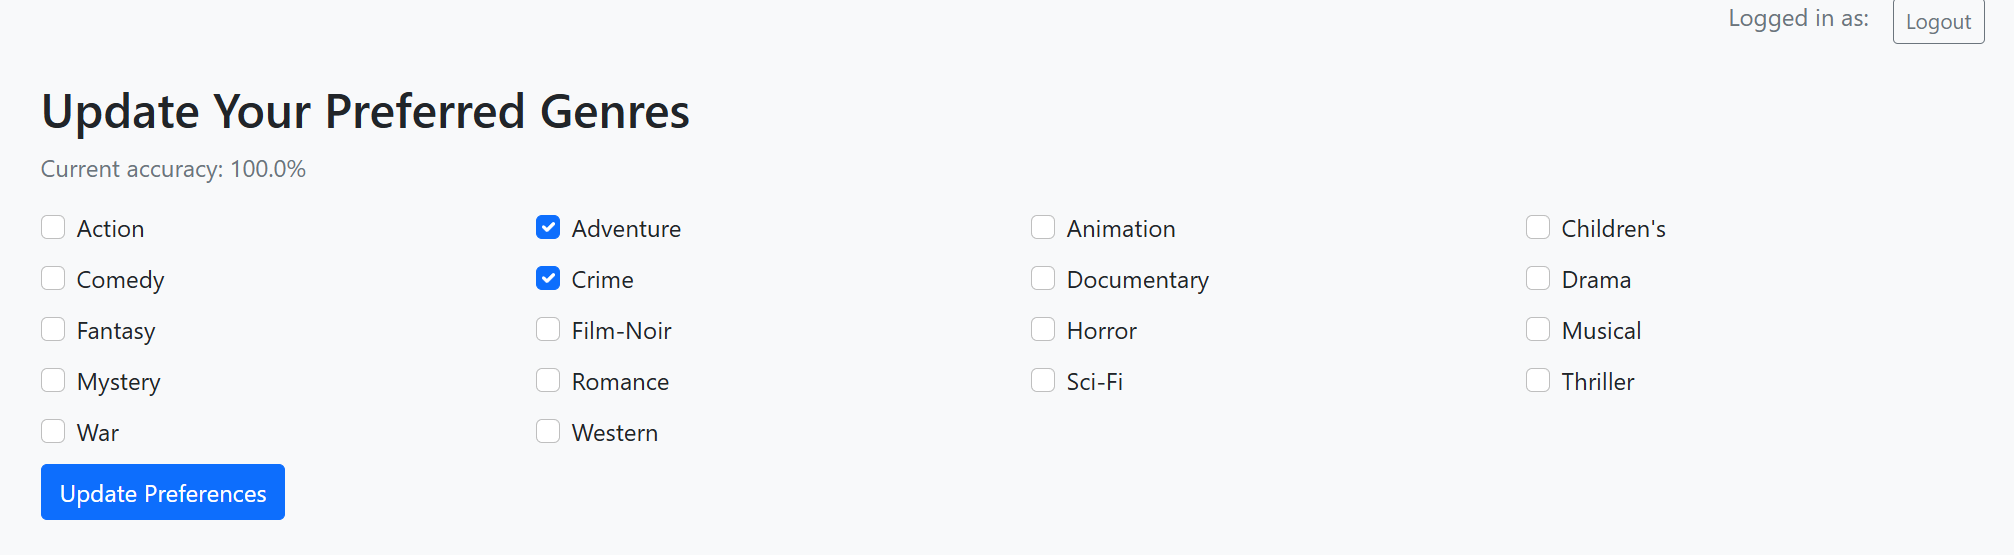 Logged in as: Logout
Update Your Preferred Genres
Current accuracy: 100.0%
Action Adventure Animation Children's
Comedy Crime Documentary Drama
Fantasy Film-Noir Horror Musical
Mystery Romance Sci-Fi Thriller
War Western
Update Preferences